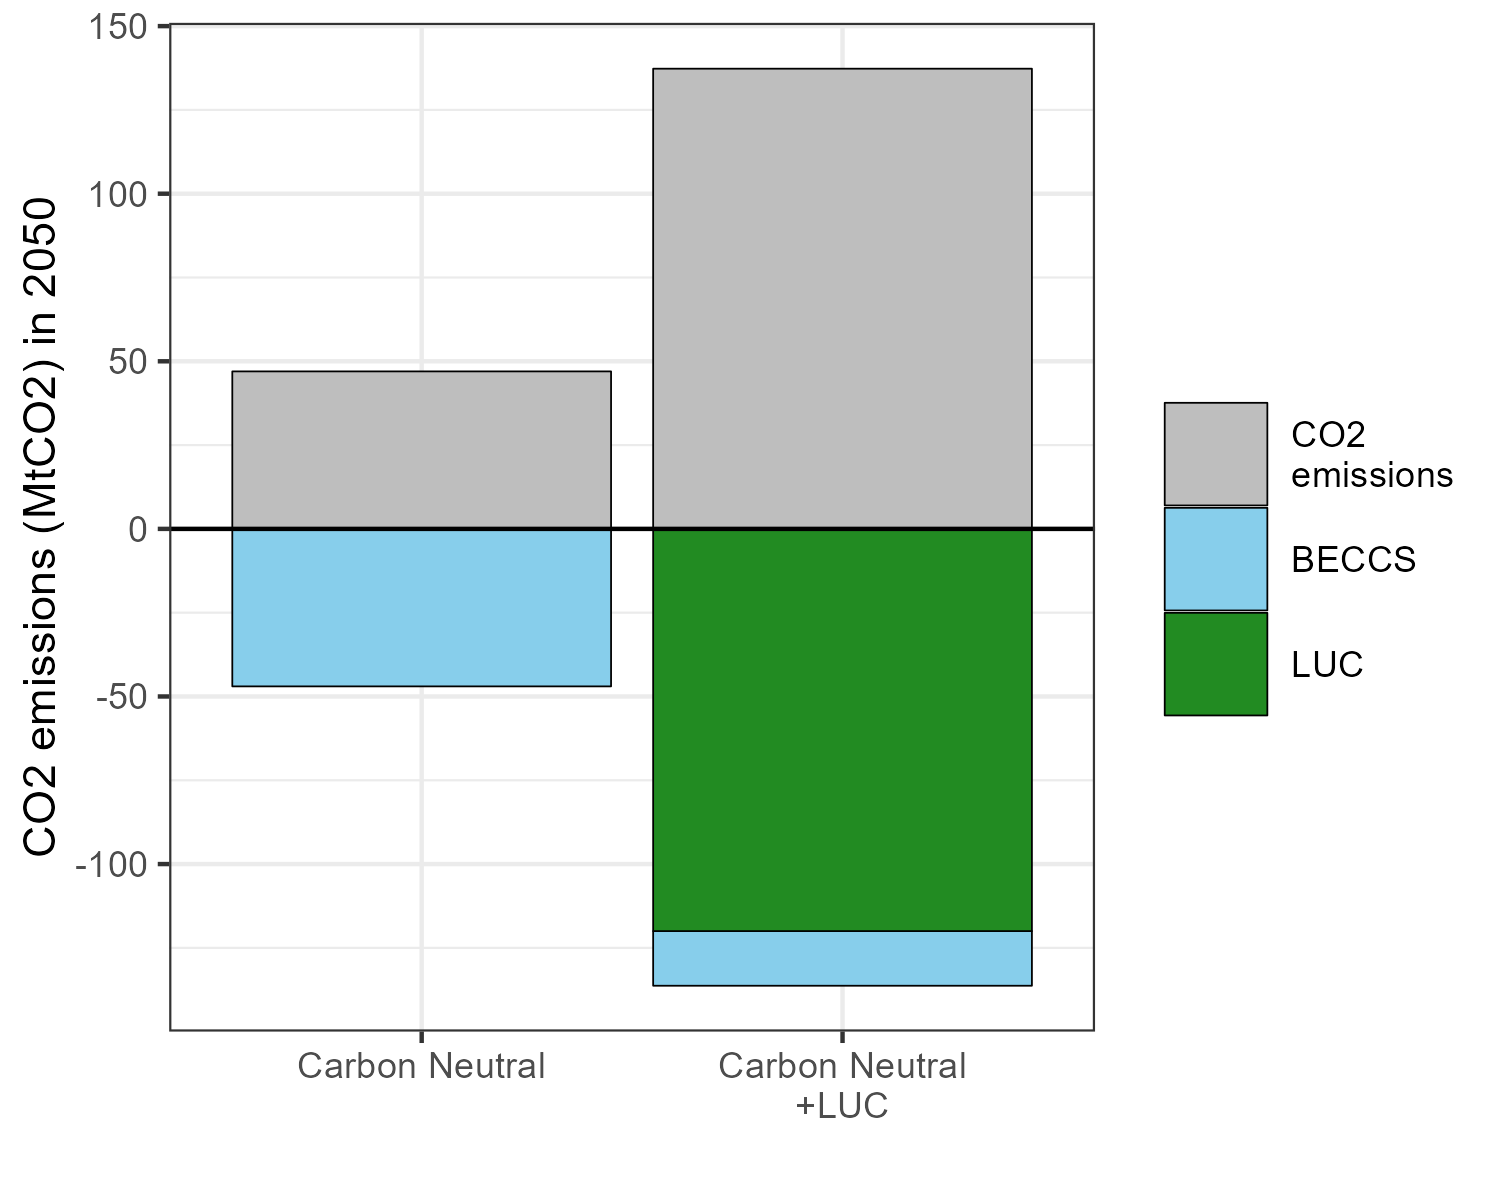 CO2 emissions (MtCO2) in 2050
150
100
50
0
-50
-100
Carbon Neutral
Carbon Neutral
+LUC
CO2
emissions
BECCS
LUC